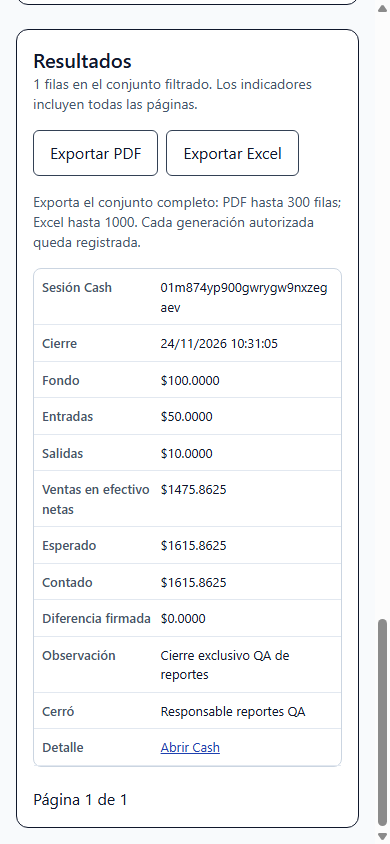 Resultados
1 filas en el conjunto filtrado. Los indicadores
incluyen todas las páginas.
Exportar PDF
Exportar Excel
Exporta el conjunto completo: PDF hasta 300 filas;
Excel hasta 1000. Cada generación autorizada
queda registrada.
Sesión Cash 01m874yp900gwrygw9nxzeg
aev
Cierre 24/11/2026 10:31:05
Fondo $100.0000
Entradas $50.0000
Salidas $10.0000
Ventas en efectivo $1475.8625
netas
Esperado $1615.8625
Contado $1615.8625
Diferencia firmada $0.0000
Observación Cierre exclusivo QA de
reportes
Cerró Responsable reportes QA
Detalle Abrir Cash
Página 1 de 1